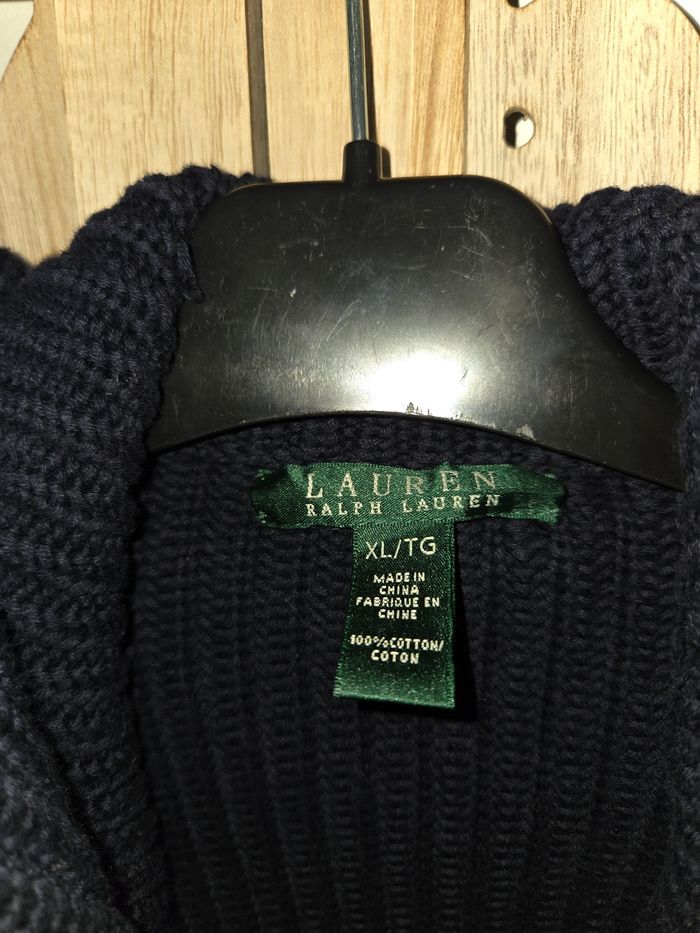 LAUREN
RALPH LAUREN
XL/TG
MADE IN
CHINA
FABRIQUE EN
CHINE
100%COTTON/
COTON